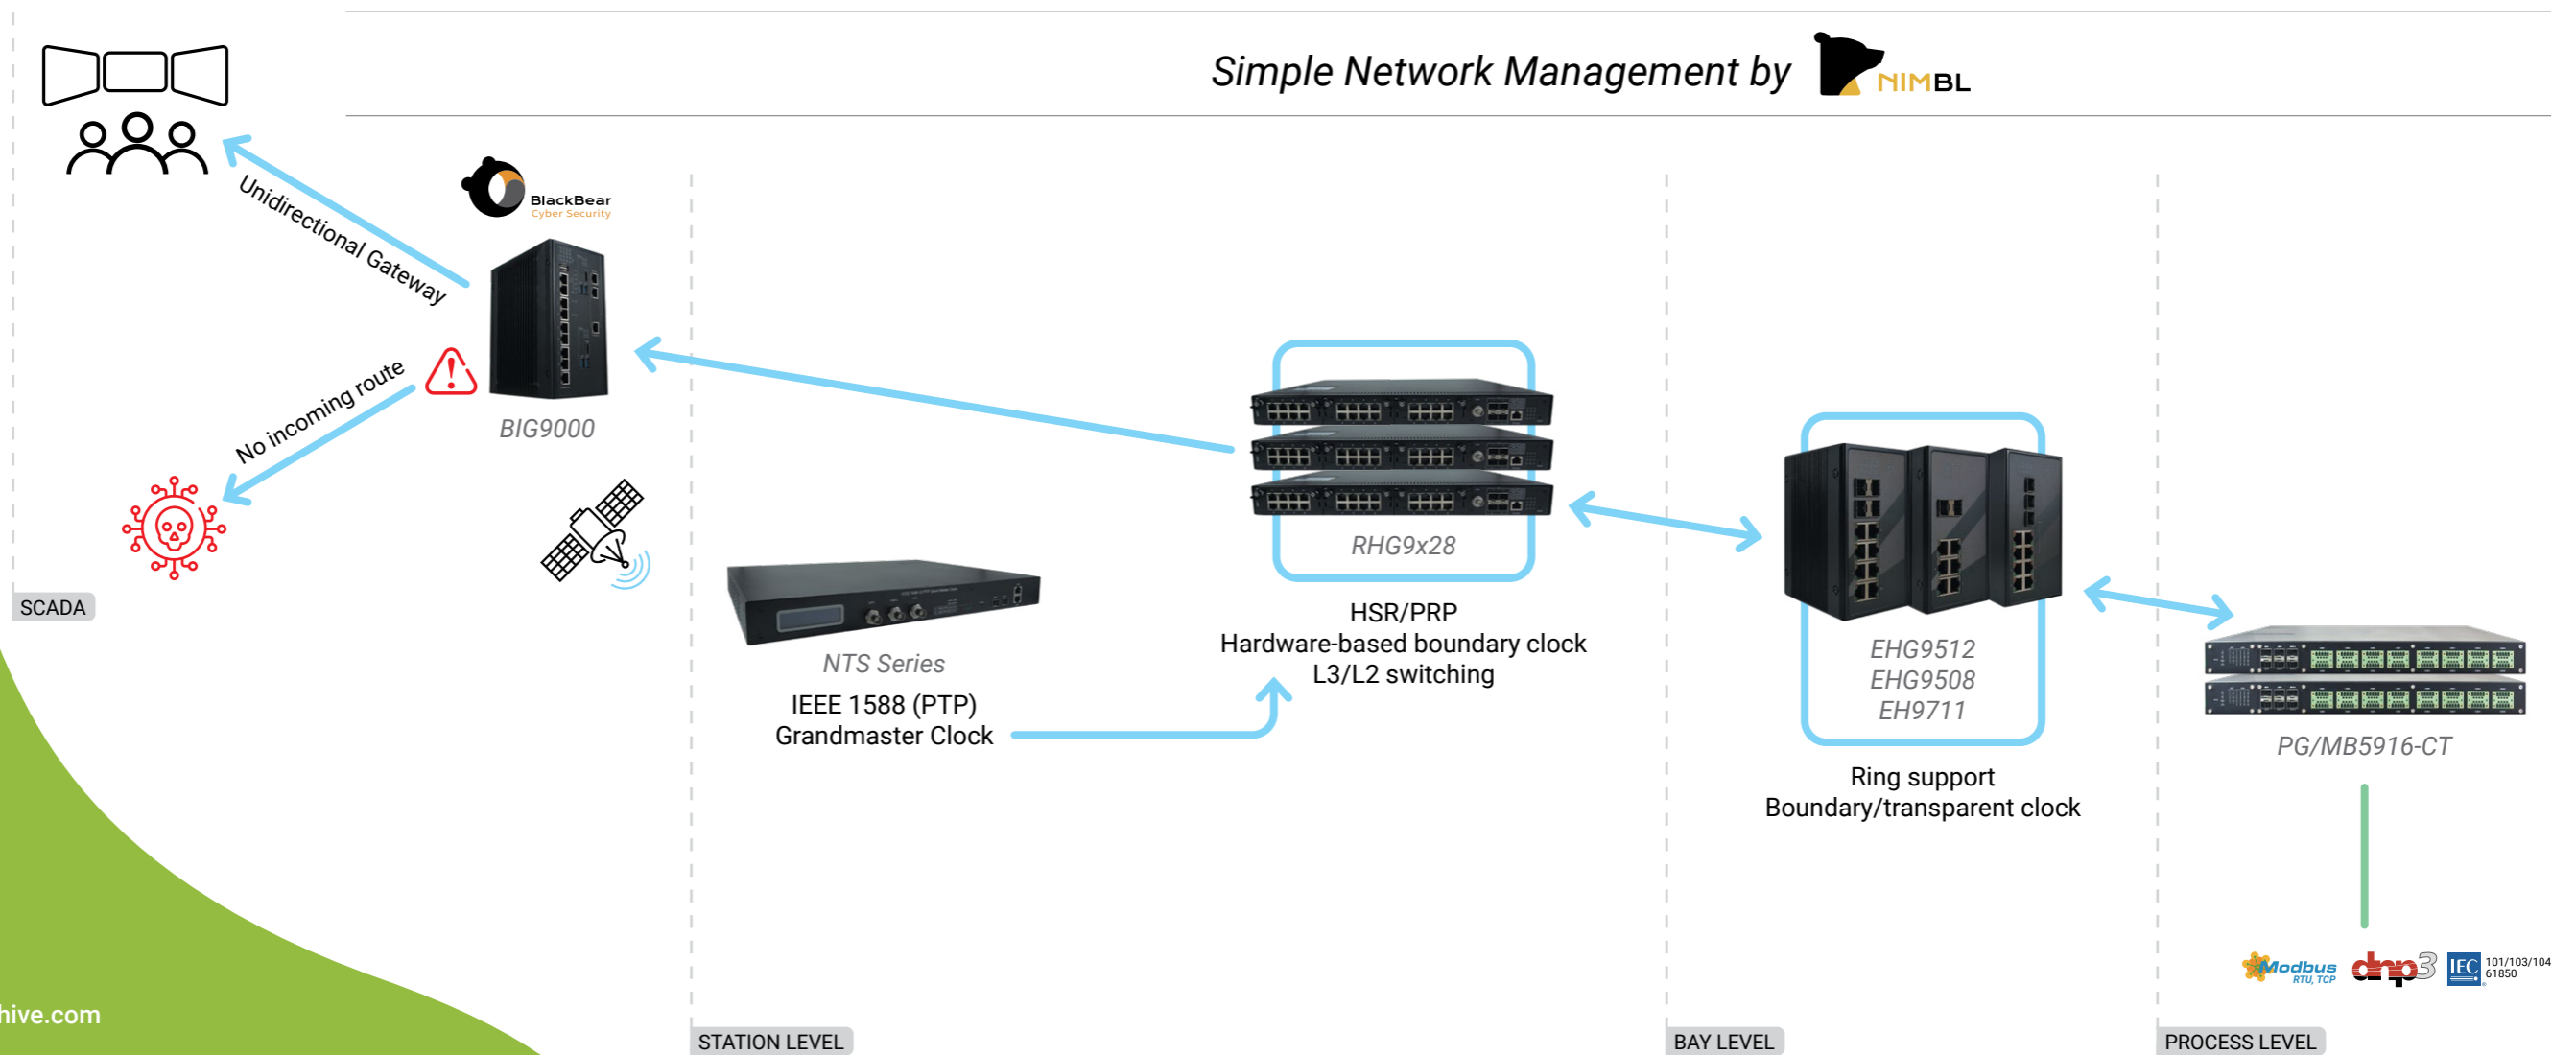 Simple Network Management by
NIMBL
BlackBear
Cyber Security
Unidirectional Gateway
No incoming route
BIG9000
SCADA
NTS Series
IEEE 1588 (PTP)
Grandmaster Clock
RHG9x28
HSR/PRP
Hardware-based boundary clock
L3/L2 switching
EHG9512
EHG9508
EH9711
Ring support
Boundary/transparent clock
PG/MB5916-CT
Modbus
RTU, TCP
dnp3
IEC
101/103/104
61850
hive.com
STATION LEVEL
BAY LEVEL
PROCESS LEVEL